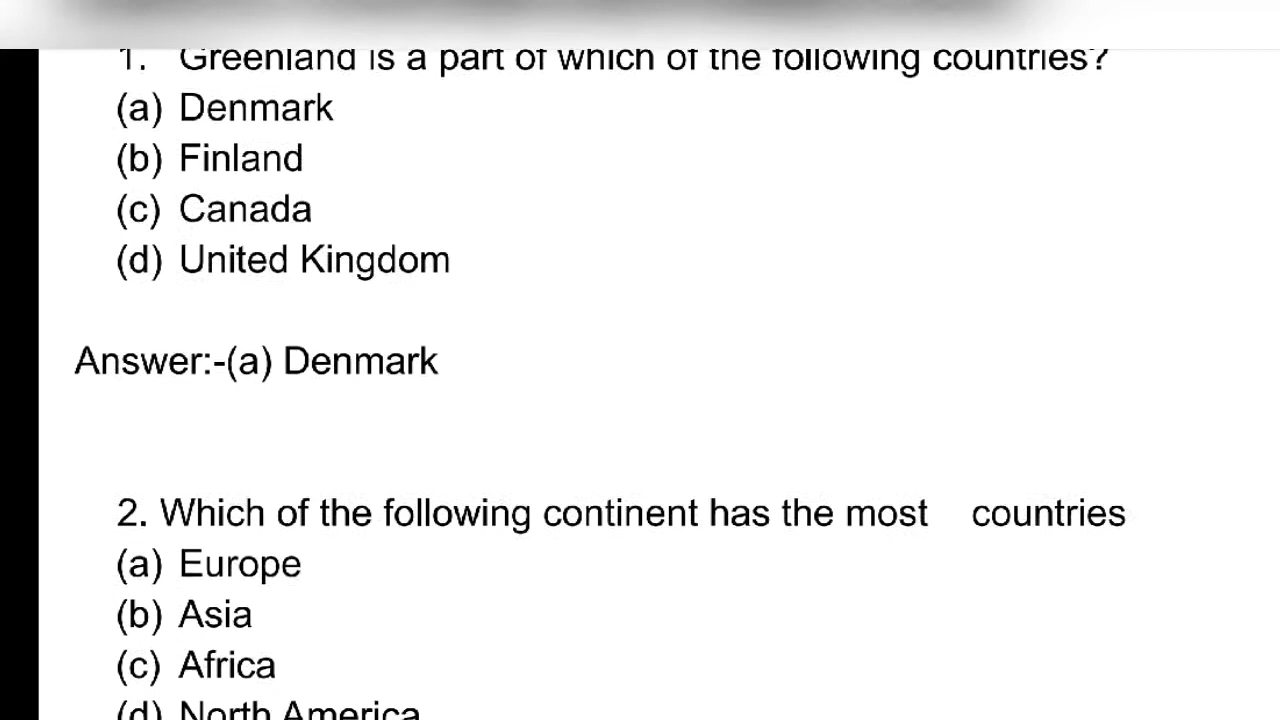 1. Greenland is a part of which of the following countries?
(a) Denmark
(b) Finland
(c) Canada
(d) United Kingdom
Answer:-(a) Denmark
2. Which of the following continent has the most countries
(a) Europe
(b) Asia
(c) Africa
(d) North America